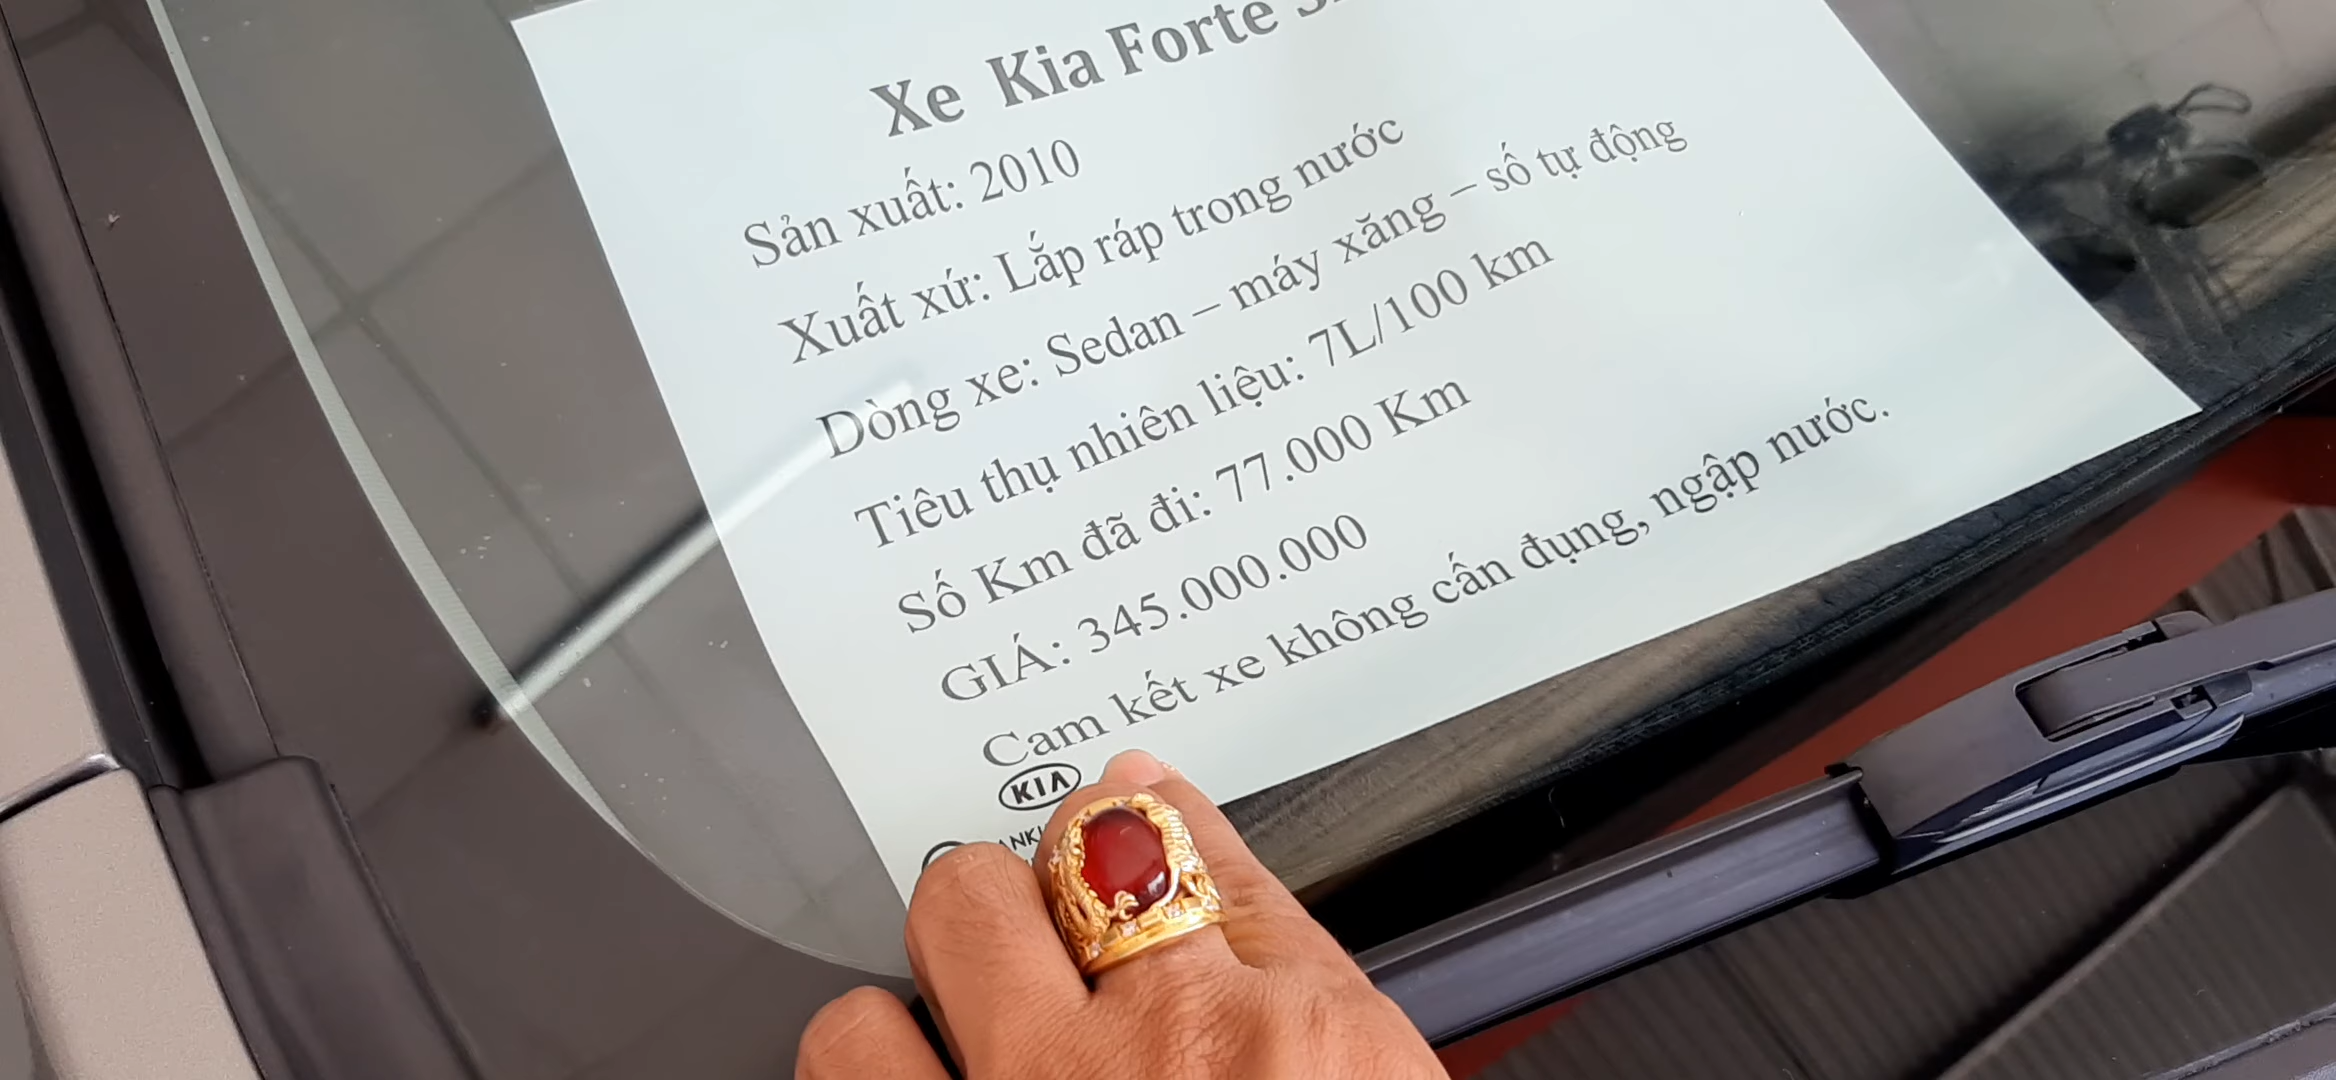 Xe Kia Forte
Sản xuất: 2010
Xuất xứ: Lắp ráp trong nước
Dòng xe: Sedan – máy xăng – số tự động
Tiêu thụ nhiên liệu: 7L/100 km
Số Km đã đi: 77.000 Km
GIÁ: 345.000.000
Cam kết xe không cấn đụng, ngập nước.
KIA